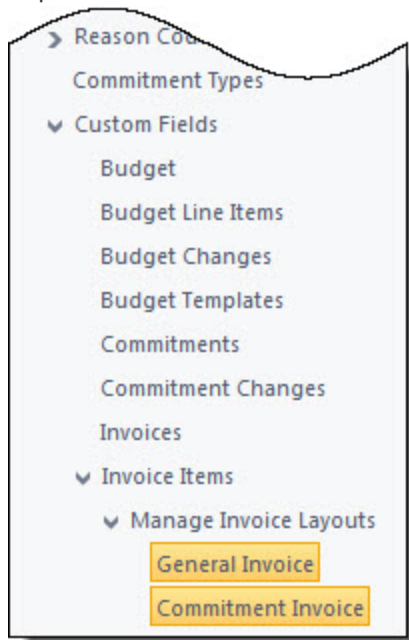 Reason
Commitment Types
Custom Fields
Budget
Budget Line Items
Budget Changes
Budget Templates
Commitments
Commitment Changes
Invoices
Invoice Items
Manage Invoice Layouts
General Invoice
Commitment Invoice